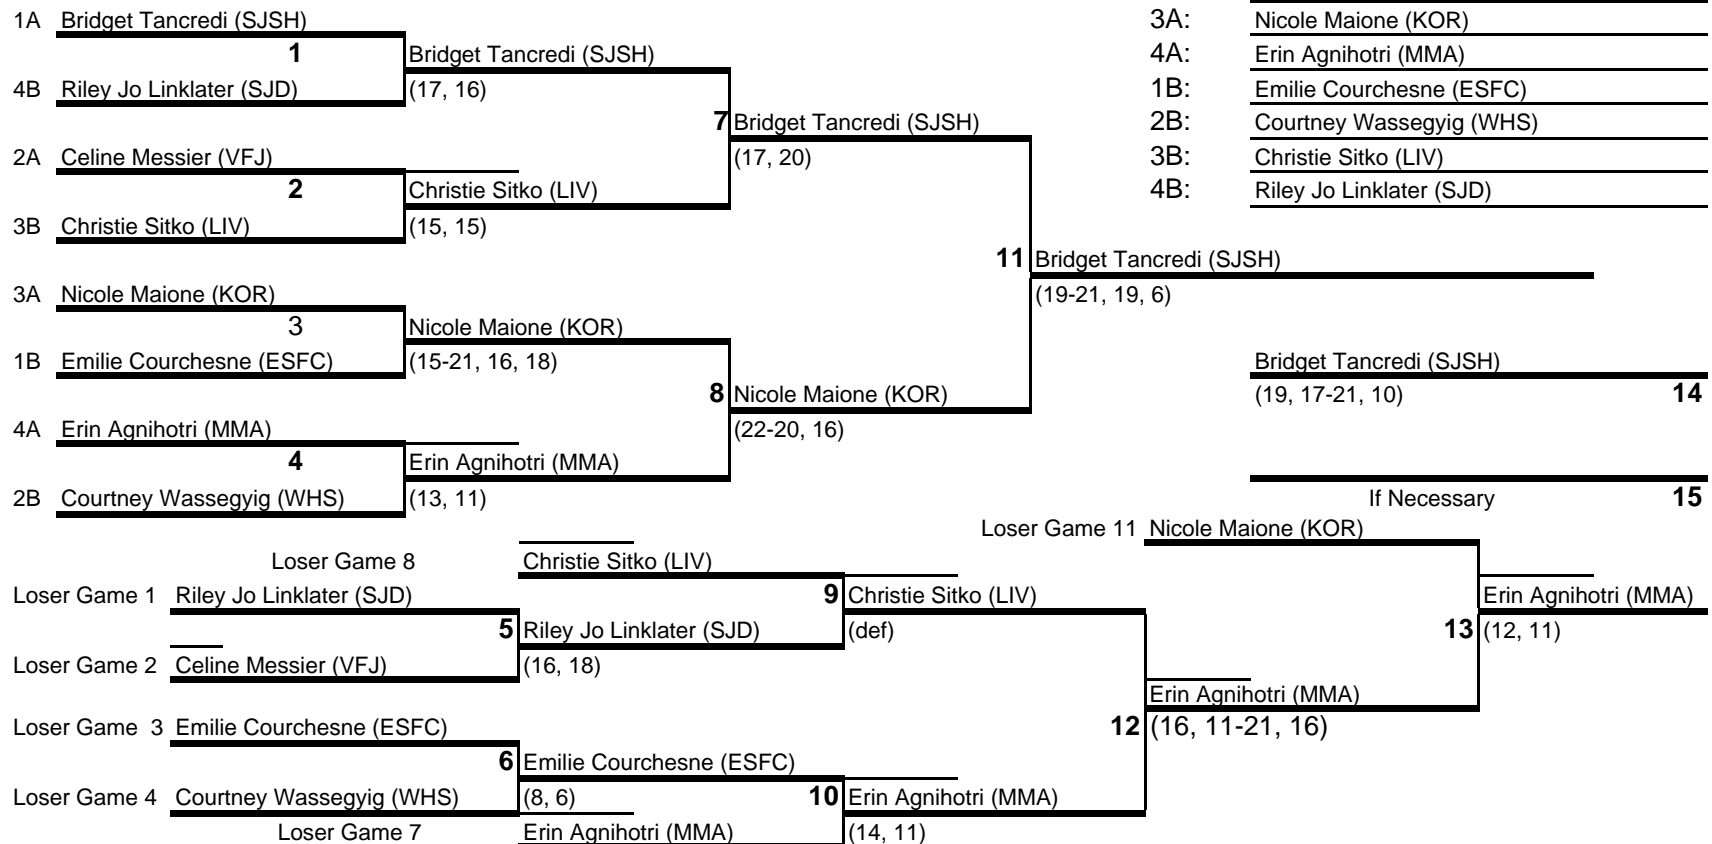 1A Bridget Tancredi (SJSH)
3A: Nicole Maione (KOR)
1 Bridget Tancredi (SJSH)
4A: Erin Agnihotri (MMA)
4B Riley Jo Linklater (SJD) (17, 16)
1B: Emilie Courchesne (ESFC)
7 Bridget Tancredi (SJSH)
2B: Courtney Wassegyig (WHS)
2A Celine Messier (VFJ) (17, 20)
3B: Christie Sitko (LIV)
2 Christie Sitko (LIV)
4B: Riley Jo Linklater (SJD)
3B Christie Sitko (LIV) (15, 15)
11 Bridget Tancredi (SJSH)
3A Nicole Maione (KOR) (19-21, 19, 6)
3 Nicole Maione (KOR)
1B Emilie Courchesne (ESFC) (15-21, 16, 18)
Bridget Tancredi (SJSH)
8 Nicole Maione (KOR)
(19, 17-21, 10) 14
4A Erin Agnihotri (MMA) (22-20, 16)
4 Erin Agnihotri (MMA)
2B Courtney Wassegyig (WHS) (13, 11)
If Necessary 15
Loser Game 11 Nicole Maione (KOR)
Loser Game 8 Christie Sitko (LIV)
Loser Game 1 Riley Jo Linklater (SJD) 9 Christie Sitko (LIV) Erin Agnihotri (MMA)
5 Riley Jo Linklater (SJD) (def) 13 (12, 11)
Loser Game 2 Celine Messier (VFJ) (16, 18)
Erin Agnihotri (MMA)
Loser Game 3 Emilie Courchesne (ESFC) 12 (16, 11-21, 16)
6 Emilie Courchesne (ESFC)
Loser Game 4 Courtney Wassegyig (WHS) (8, 6) 10 Erin Agnihotri (MMA)
Loser Game 7 Erin Agnihotri (MMA) (14, 11)